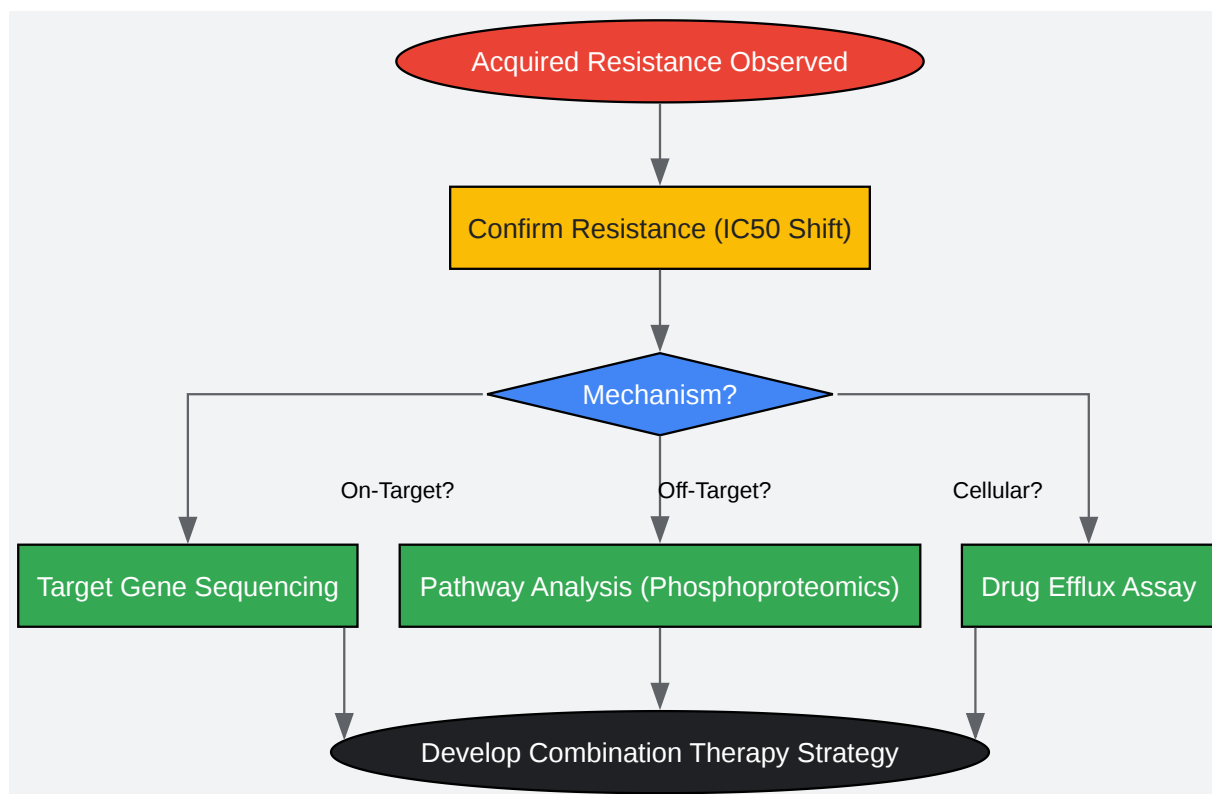 Acquired Resistance Observed
Confirm Resistance (IC50 Shift)
Mechanism?
On-Target?
Off-Target?
Cellular?
Target Gene Sequencing
Pathway Analysis (Phosphoproteomics)
Drug Efflux Assay
Develop Combination Therapy Strategy